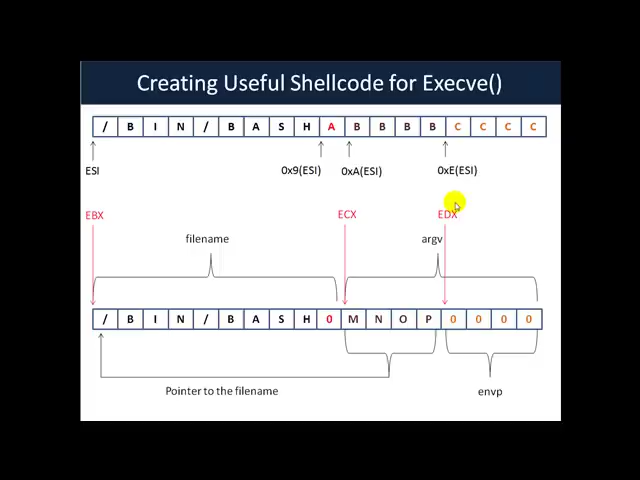 Creating Useful Shellcode for Execve()
/ B I N / B A S H A B B B B C C C C
ESI 0x9(ESI) 0xA(ESI) 0xE(ESI)
EBX ECX EDX
filename argv
/ B I N / B A S H 0 M N O P 0 0 0 0
Pointer to the filename envp